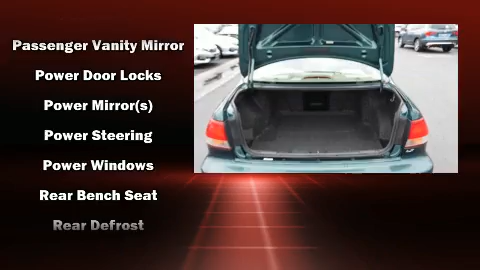 Passenger Vanity Mirror
Power Door Locks
Power Mirror(s)
Power Steering
Power Windows
Rear Bench Seat
Rear Defrost